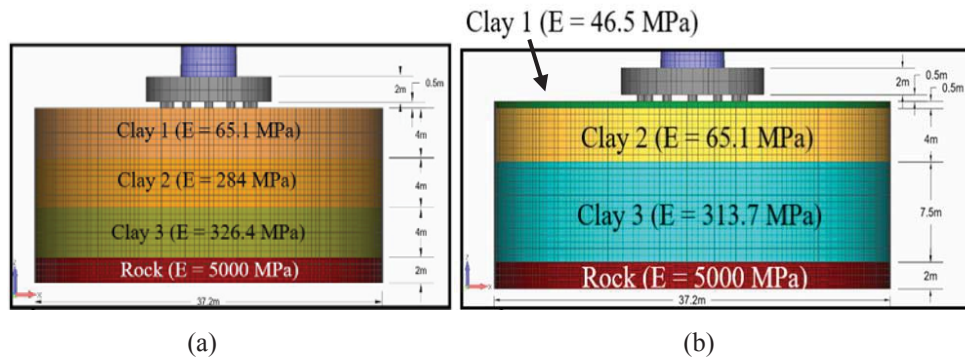 Clay 1 (E = 46.5 MPa)
2m
0.5m
Clay 1 (E = 65.1 MPa)
4m
Clay 2 (E = 284 MPa)
4m
Clay 3 (E = 326.4 MPa)
4m
Rock (E = 5000 MPa)
2m
37.2m
2m
0.5m
0.5m
Clay 2 (E = 65.1 MPa)
4m
Clay 3 (E = 313.7 MPa)
7.5m
Rock (E = 5000 MPa)
2m
37.2m
(a)
(b)